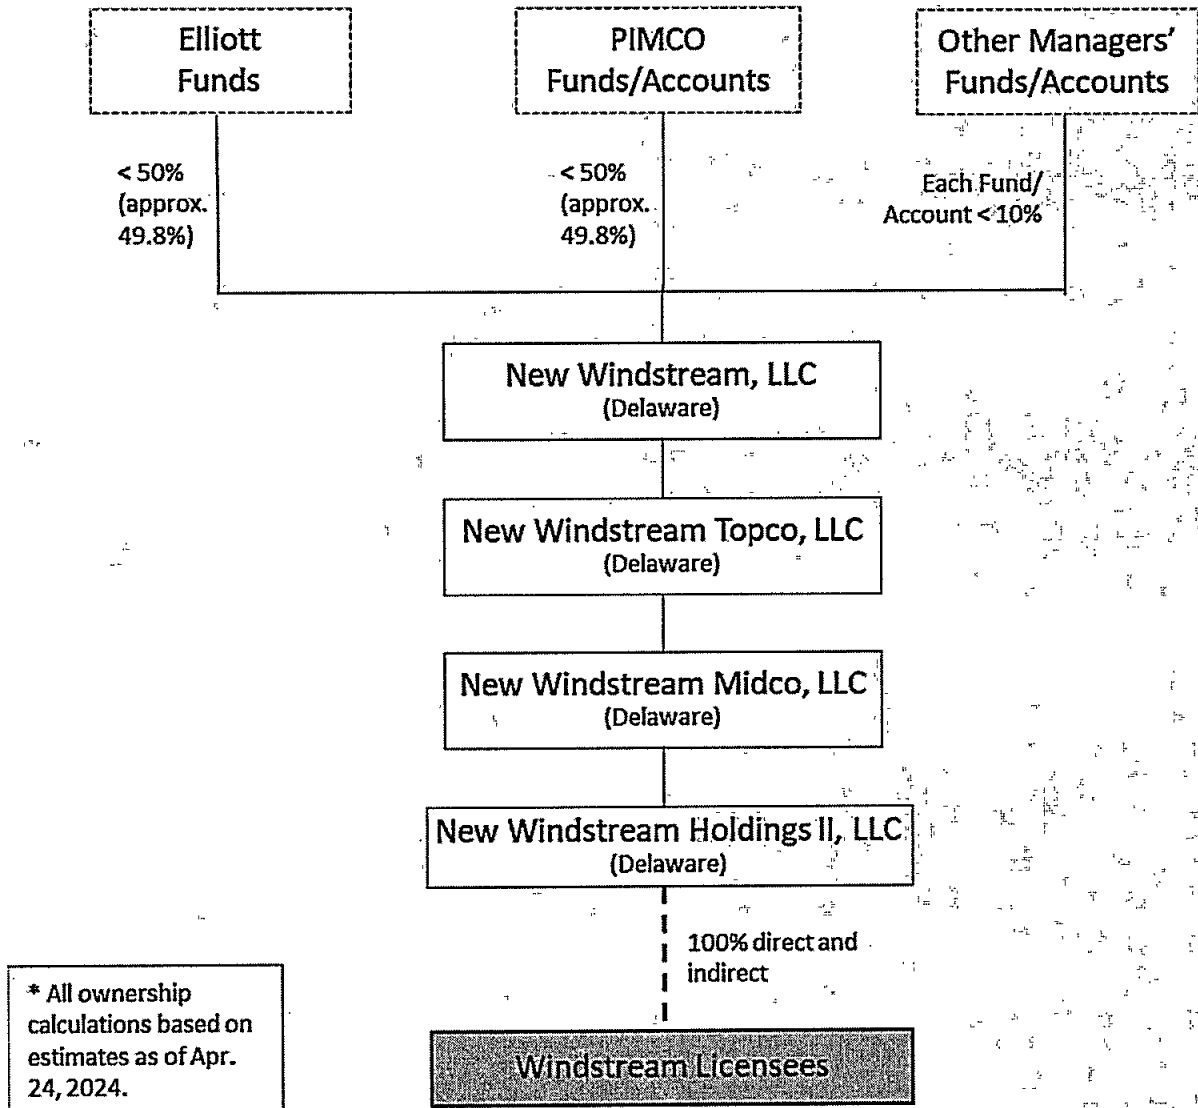 Elliott
Funds
PIMCO
Funds/Accounts
Other Managers'
Funds/Accounts
< 50%
(approx.
49.8%)
< 50%
(approx.
49.8%)
Each Fund/
Account <10%
New Windstream, LLC
(Delaware)
New Windstream Topco, LLC
(Delaware)
New Windstream Midco, LLC
(Delaware)
New Windstream Holdings II, LLC
(Delaware)
100% direct and
indirect
* All ownership
calculations based on
estimates as of Apr.
24, 2024.
Windstream Licensees